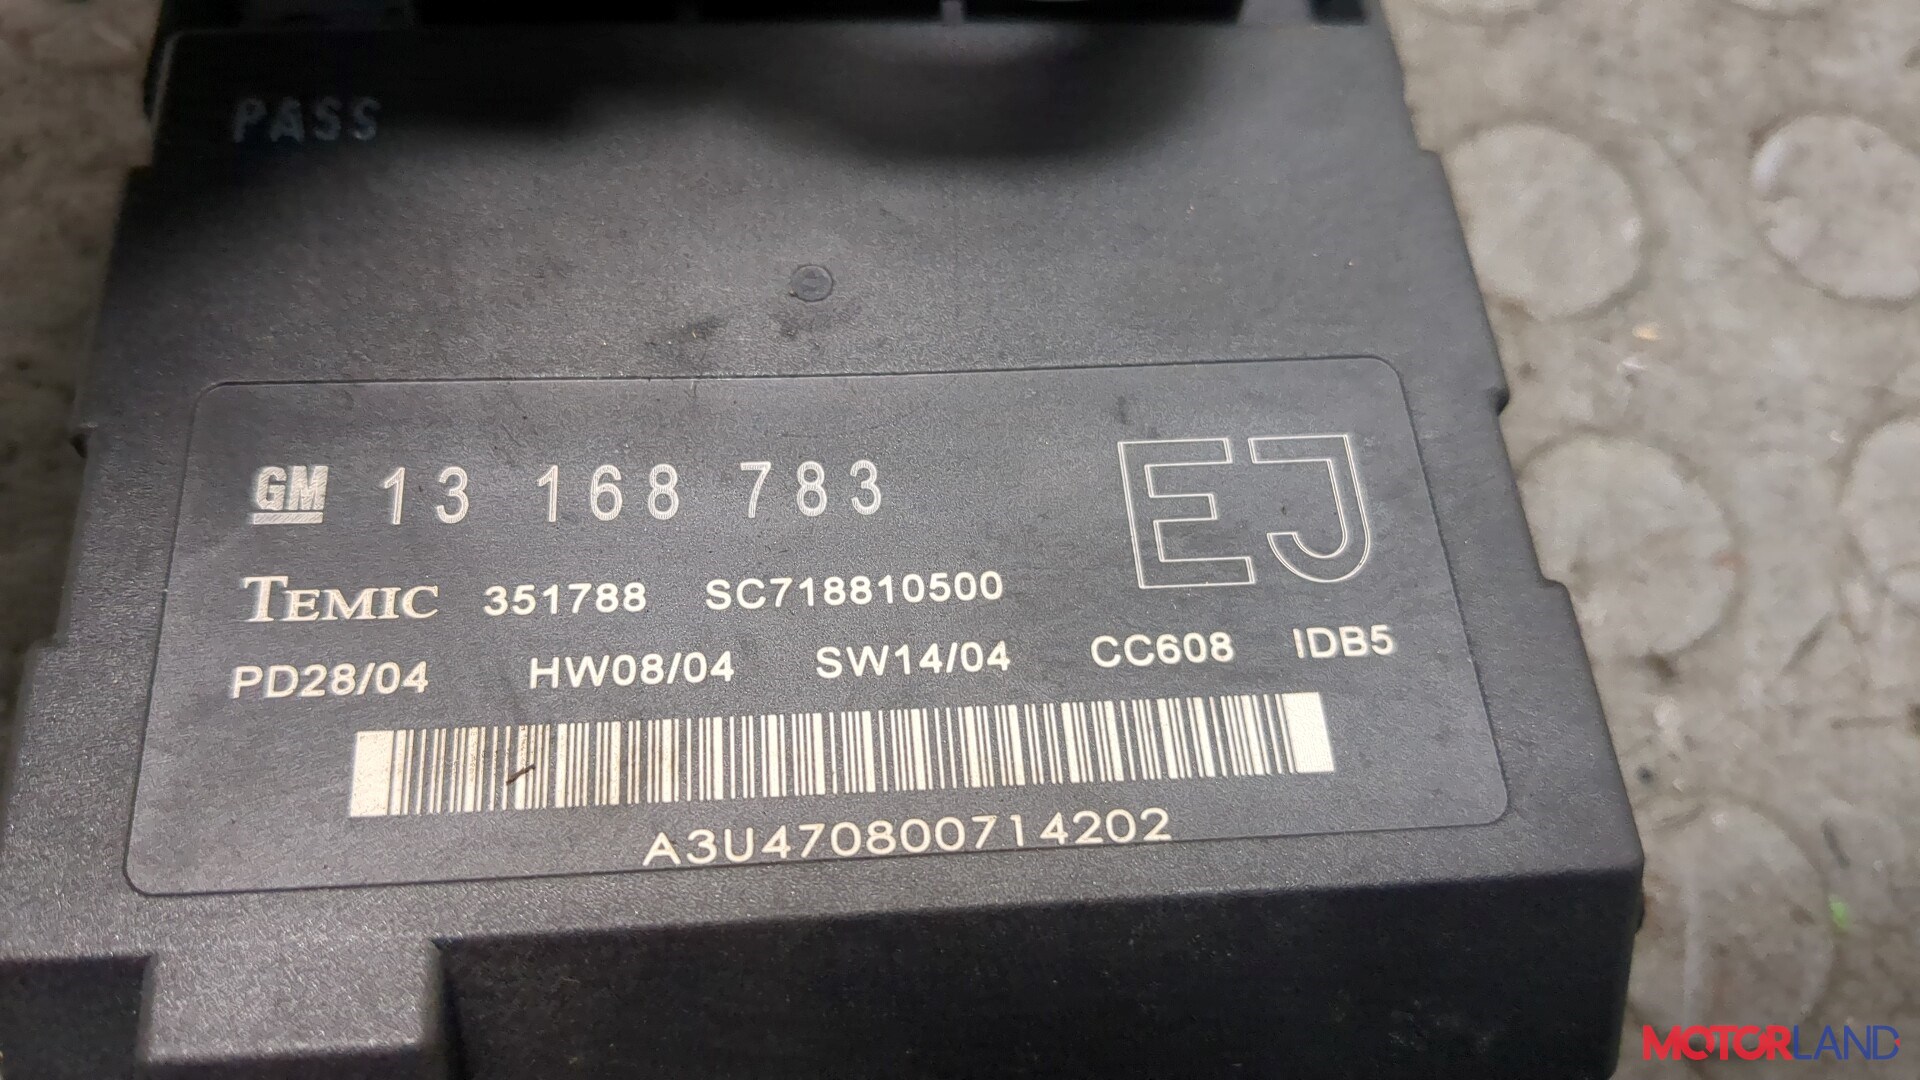 PASS
GM 13 168 783
EJ
TEMIC 351788 SC718810500
PD28/04 HW08/04 SW14/04 CC608 IDB5
A3U470800714202
MOTORLAND